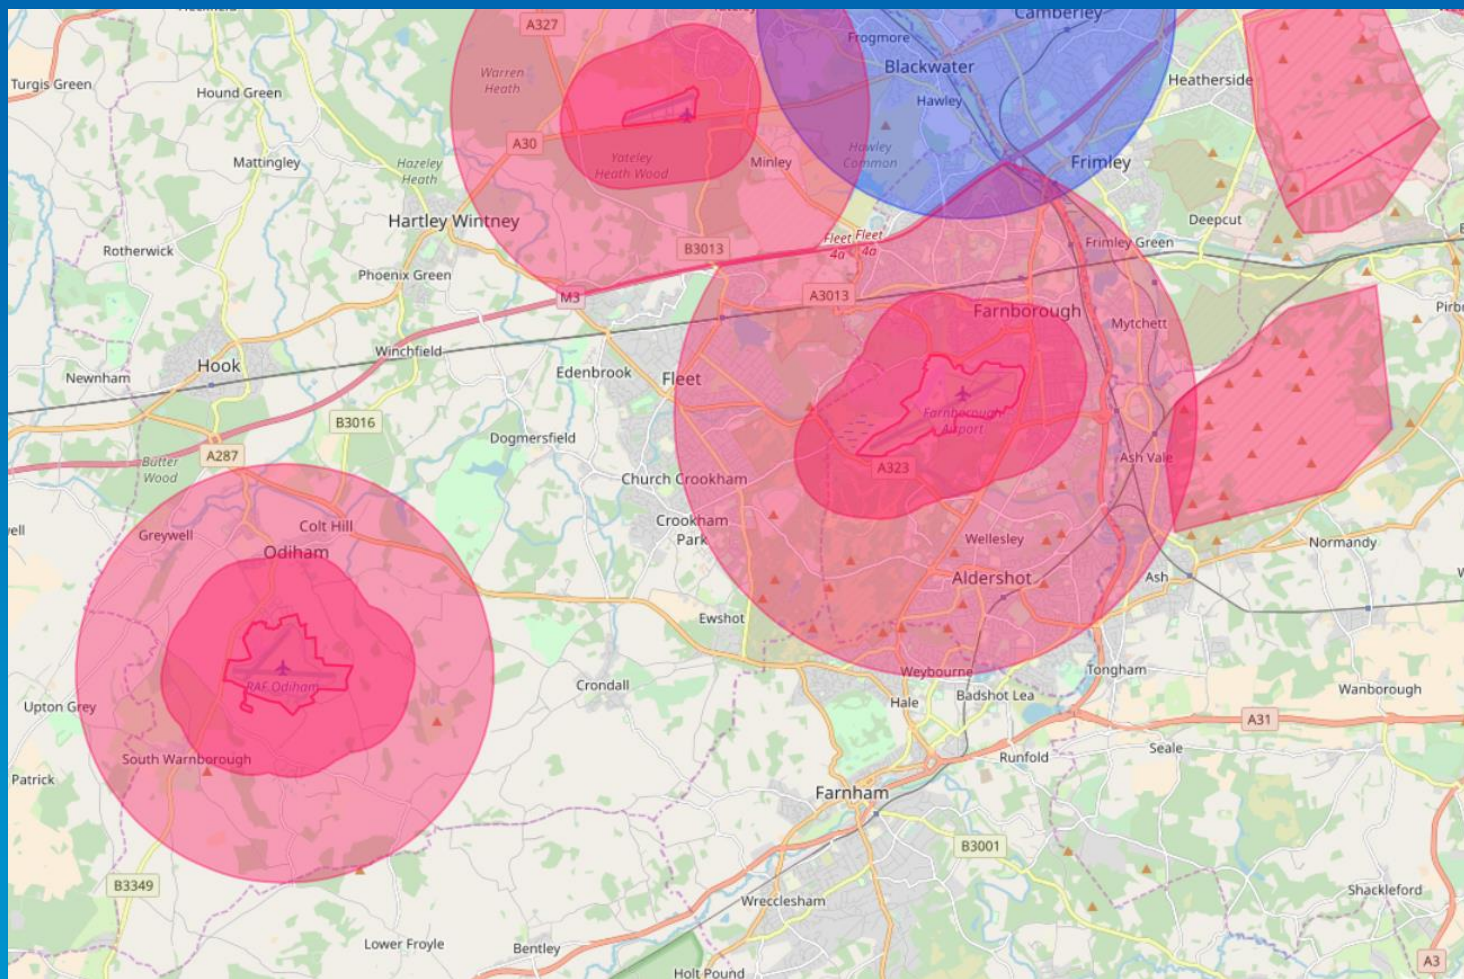 A327
Camberley
Frogmore
Blackwater
Warren
Heath
Heatherside
Turgis Green
Hound Green
Hawley
A30
Mattingley
Hazeley
Heath
Yateley
Heath Wood
Minley
Hawley
Common
Frimley
Hartley Wintney
Deepcut
Rotherwick
B3013
Fleet
4a
Fleet
4a
Frimley Green
Phoenix Green
M3
A3013
Farnborough
Mytchett
Winchfield
Hook
Newnham
Edenbrook
Fleet
B3016
Farnborough
Airport
Dogmersfield
A287
Butter
Wood
A323
Ash Vale
Church Crookham
Colt Hill
Greywell
Crookham
Park
Odiham
Wellesley
Normandy
Aldershot
Ash
Ewshot
Weybourne
Tongham
RAF Odiham
Crondall
Badshot Lea
Wanborough
Upton Grey
Hale
A31
South Warnborough
Runfold
Seale
Patrick
Farnham
B3001
B3349
Shackleford
Wrecclesham
Lower Froyle
Bentley
A3
Holt Pound